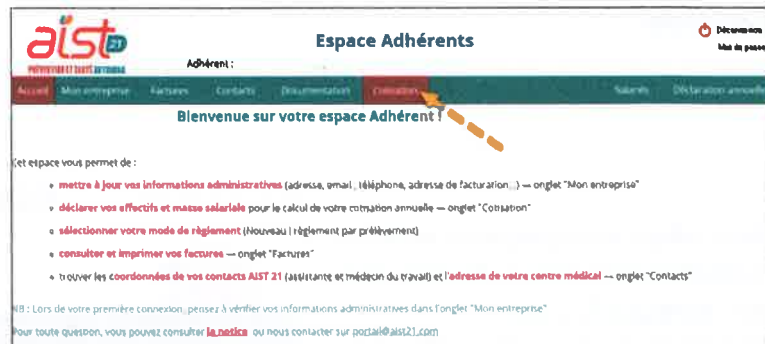 aist 21
Espace Adhérents
Déconnexion
Mot de passe
Adhérent :
Accueil Mon entreprise Factures Contacts Documentation Cotisation Salariés Déclaration annuelle
Bienvenue sur votre espace Adhérent !
Cet espace vous permet de :
mettre à jour vos informations administratives (adresse, email, téléphone, adresse de facturation...) — onglet "Mon entreprise"
déclarer vos effectifs et masse salariale pour le calcul de votre cotisation annuelle — onglet "Cotisation"
sélectionner votre mode de règlement (Nouveau ! règlement par prélèvement)
consulter et imprimer vos factures — onglet "Factures"
trouver les coordonnées de vos contacts AIST 21 (assistante et médecin du travail) et l'adresse de votre centre médical — onglet "Contacts"
NB : Lors de votre première connexion, pensez à vérifier vos informations administratives dans l'onglet "Mon entreprise"
Pour toute question, vous pouvez consulter la notice ou nous contacter sur portail@aist21.com